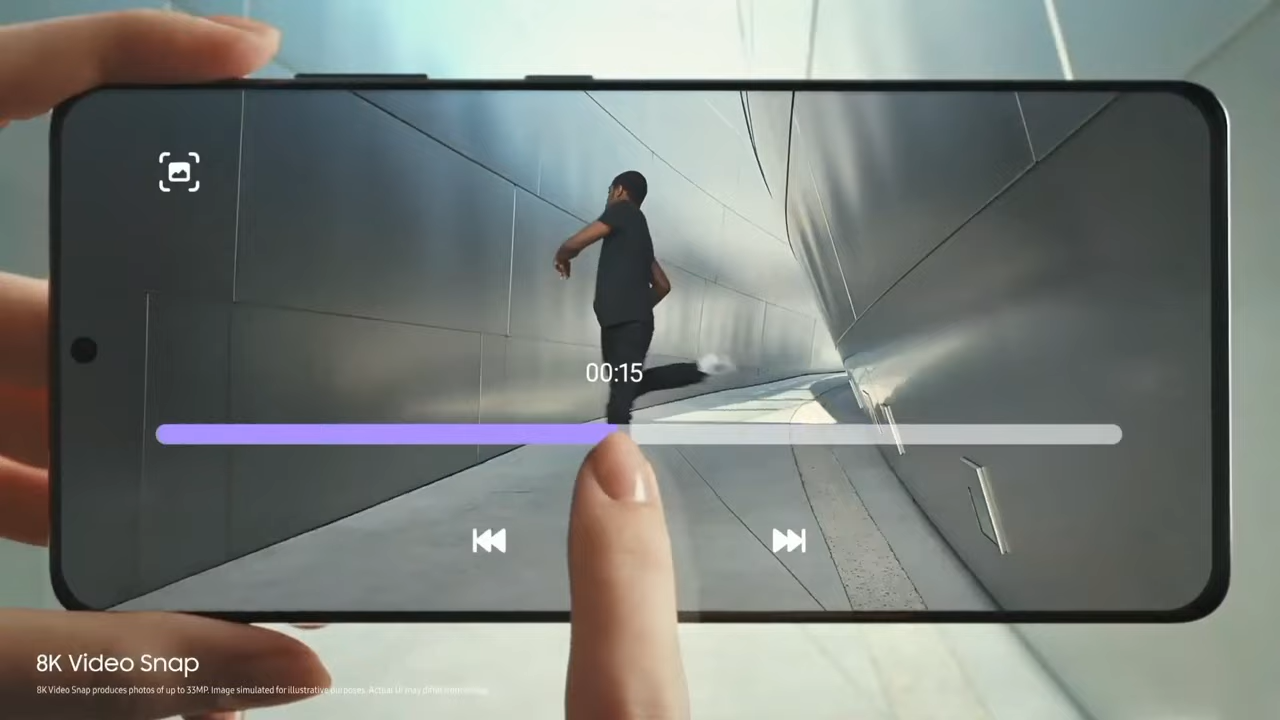 00:15
8K Video Snap
8K Video Snap produces photos of up to 33MP. Image simulated for illustrative purposes. Actual UI may differ